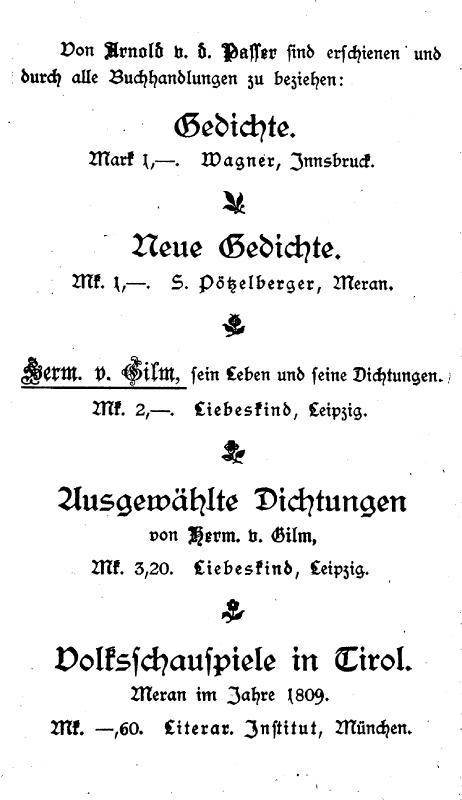 Von Arnold v. d. Passer sind erschienen und
durch alle Buchhandlungen zu beziehen:
Gedichte.
Mark 1,—. Wagner, Innsbruck.
Neue Gedichte.
Mk. 1,—. S. Pötzelberger, Meran.
Herm. v. Gilm, sein Leben und seine Dichtungen.
Mk. 2,—. Liebeskind, Leipzig.
Ausgewählte Dichtungen
von Herm. v. Gilm,
Mk. 3,20. Liebeskind, Leipzig.
Volksschauspiele in Tirol.
Meran im Jahre 1809.
Mk. —,60. Literar. Institut, München.